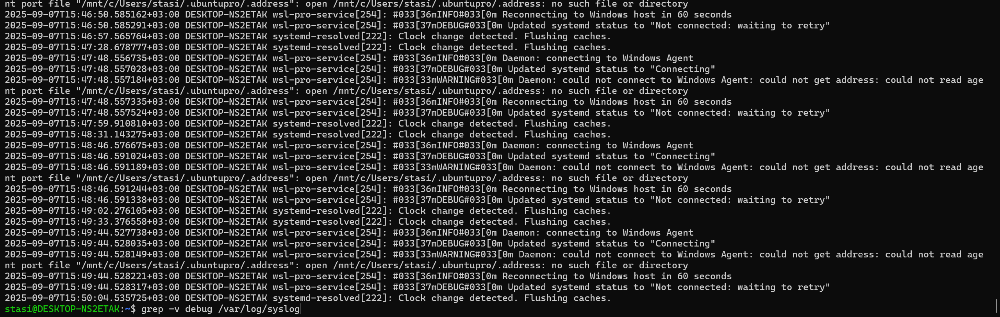 nt port file "/mnt/c/Users/stasi/.ubuntupro/.address": open /mnt/c/Users/stasi/.ubuntupro/.address: no such file or directory
2025-09-07T15:46:50.585162+03:00 DESKTOP-NS2ETAK wsl-pro-service[254]: #033[36mINFO#033[0m Reconnecting to Windows host in 60 seconds
2025-09-07T15:46:50.585291+03:00 DESKTOP-NS2ETAK wsl-pro-service[254]: #033[37mDEBUG#033[0m Updated systemd status to "Not connected: waiting to retry"
2025-09-07T15:46:57.565764+03:00 DESKTOP-NS2ETAK systemd-resolved[222]: Clock change detected. Flushing caches.
2025-09-07T15:47:28.678777+03:00 DESKTOP-NS2ETAK systemd-resolved[222]: Clock change detected. Flushing caches.
2025-09-07T15:47:48.556735+03:00 DESKTOP-NS2ETAK wsl-pro-service[254]: #033[36mINFO#033[0m Daemon: connecting to Windows Agent
2025-09-07T15:47:48.557028+03:00 DESKTOP-NS2ETAK wsl-pro-service[254]: #033[37mDEBUG#033[0m Updated systemd status to "Connecting"
2025-09-07T15:47:48.557184+03:00 DESKTOP-NS2ETAK wsl-pro-service[254]: #033[33mWARNING#033[0m Daemon: could not connect to Windows Agent: could not get address: could not read age
nt port file "/mnt/c/Users/stasi/.ubuntupro/.address": open /mnt/c/Users/stasi/.ubuntupro/.address: no such file or directory
2025-09-07T15:47:48.557335+03:00 DESKTOP-NS2ETAK wsl-pro-service[254]: #033[36mINFO#033[0m Reconnecting to Windows host in 60 seconds
2025-09-07T15:47:48.557524+03:00 DESKTOP-NS2ETAK wsl-pro-service[254]: #033[37mDEBUG#033[0m Updated systemd status to "Not connected: waiting to retry"
2025-09-07T15:47:59.910810+03:00 DESKTOP-NS2ETAK systemd-resolved[222]: Clock change detected. Flushing caches.
2025-09-07T15:48:31.143275+03:00 DESKTOP-NS2ETAK systemd-resolved[222]: Clock change detected. Flushing caches.
2025-09-07T15:48:46.576675+03:00 DESKTOP-NS2ETAK wsl-pro-service[254]: #033[36mINFO#033[0m Daemon: connecting to Windows Agent
2025-09-07T15:48:46.591024+03:00 DESKTOP-NS2ETAK wsl-pro-service[254]: #033[37mDEBUG#033[0m Updated systemd status to "Connecting"
2025-09-07T15:48:46.591189+03:00 DESKTOP-NS2ETAK wsl-pro-service[254]: #033[33mWARNING#033[0m Daemon: could not connect to Windows Agent: could not get address: could not read age
nt port file "/mnt/c/Users/stasi/.ubuntupro/.address": open /mnt/c/Users/stasi/.ubuntupro/.address: no such file or directory
2025-09-07T15:48:46.591244+03:00 DESKTOP-NS2ETAK wsl-pro-service[254]: #033[36mINFO#033[0m Reconnecting to Windows host in 60 seconds
2025-09-07T15:48:46.591338+03:00 DESKTOP-NS2ETAK wsl-pro-service[254]: #033[37mDEBUG#033[0m Updated systemd status to "Not connected: waiting to retry"
2025-09-07T15:49:02.276105+03:00 DESKTOP-NS2ETAK systemd-resolved[222]: Clock change detected. Flushing caches.
2025-09-07T15:49:33.376558+03:00 DESKTOP-NS2ETAK systemd-resolved[222]: Clock change detected. Flushing caches.
2025-09-07T15:49:44.527738+03:00 DESKTOP-NS2ETAK wsl-pro-service[254]: #033[36mINFO#033[0m Daemon: connecting to Windows Agent
2025-09-07T15:49:44.528035+03:00 DESKTOP-NS2ETAK wsl-pro-service[254]: #033[37mDEBUG#033[0m Updated systemd status to "Connecting"
2025-09-07T15:49:44.528149+03:00 DESKTOP-NS2ETAK wsl-pro-service[254]: #033[33mWARNING#033[0m Daemon: could not connect to Windows Agent: could not get address: could not read age
nt port file "/mnt/c/Users/stasi/.ubuntupro/.address": open /mnt/c/Users/stasi/.ubuntupro/.address: no such file or directory
2025-09-07T15:49:44.528221+03:00 DESKTOP-NS2ETAK wsl-pro-service[254]: #033[36mINFO#033[0m Reconnecting to Windows host in 60 seconds
2025-09-07T15:49:44.528317+03:00 DESKTOP-NS2ETAK wsl-pro-service[254]: #033[37mDEBUG#033[0m Updated systemd status to "Not connected: waiting to retry"
2025-09-07T15:50:04.535725+03:00 DESKTOP-NS2ETAK systemd-resolved[222]: Clock change detected. Flushing caches.
stasi@DESKTOP-NS2ETAK:~$ grep -v debug /var/log/syslog